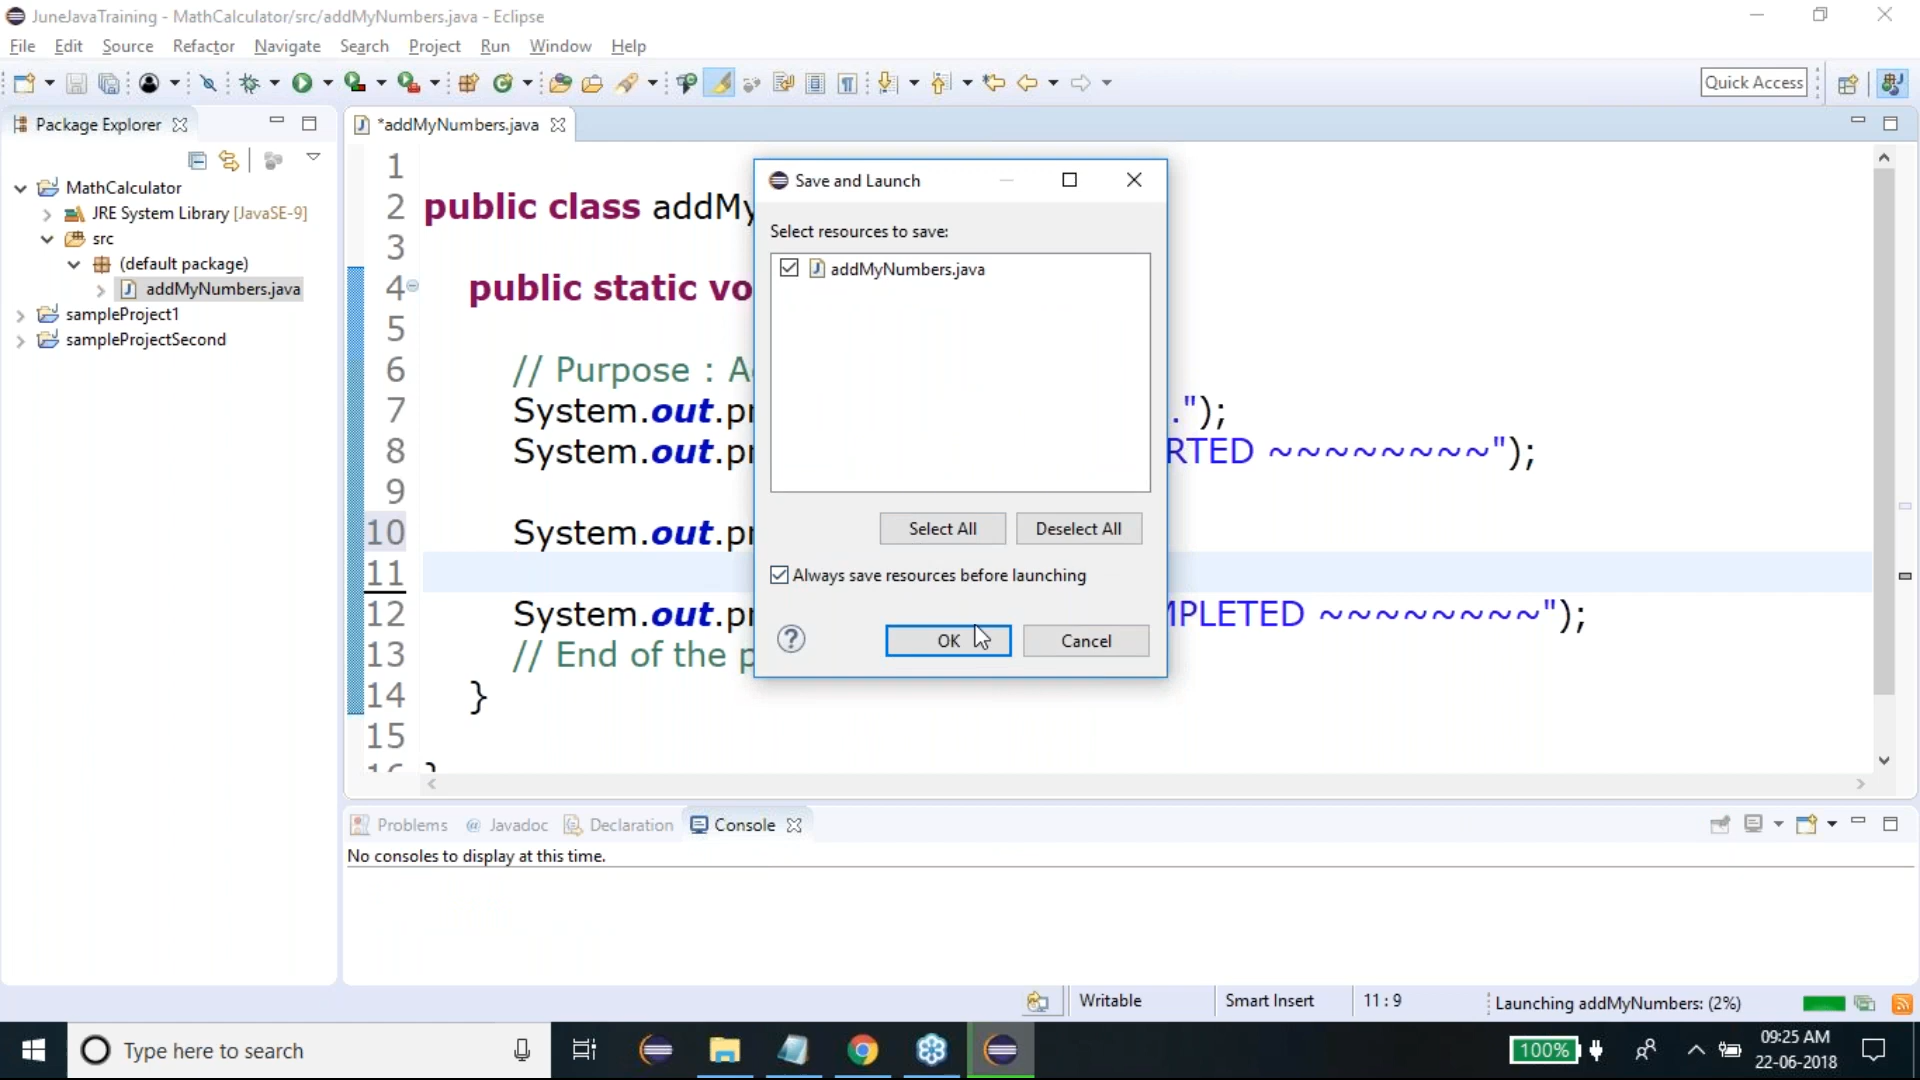 JuneJavaTraining - MathCalculator/src/addMyNumbers.java - Eclipse
File Edit Source Refactor Navigate Search Project Run Window Help
Quick Access
Package Explorer
*addMyNumbers.java
MathCalculator
JRE System Library [JavaSE-9]
src
(default package)
addMyNumbers.java
sampleProject1
sampleProjectSecond
1
2 public class addMy
3
4 public static vo
5
6 // Purpose : A
7 System.out.pr .");
8 System.out.pr RTED ~~~~~~~~");
9
10 System.out.pr
11
12 System.out.pr MPLETED ~~~~~~~~");
13 // End of the p
14 }
15
16 }
Save and Launch
Select resources to save:
addMyNumbers.java
Select All Deselect All
Always save resources before launching
OK Cancel
Problems @ Javadoc Declaration Console
No consoles to display at this time.
Writable Smart Insert 11 : 9 Launching addMyNumbers: (2%)
Type here to search
100%
09:25 AM
22-06-2018